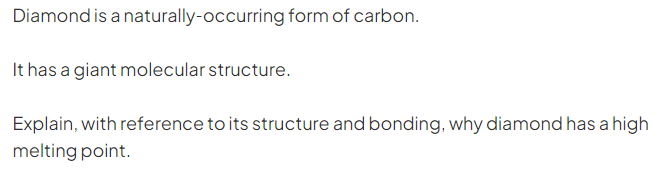 Diamond is a naturally-occurring form of carbon.
It has a giant molecular structure.
Explain, with reference to its structure and bonding, why diamond has a high
melting point.